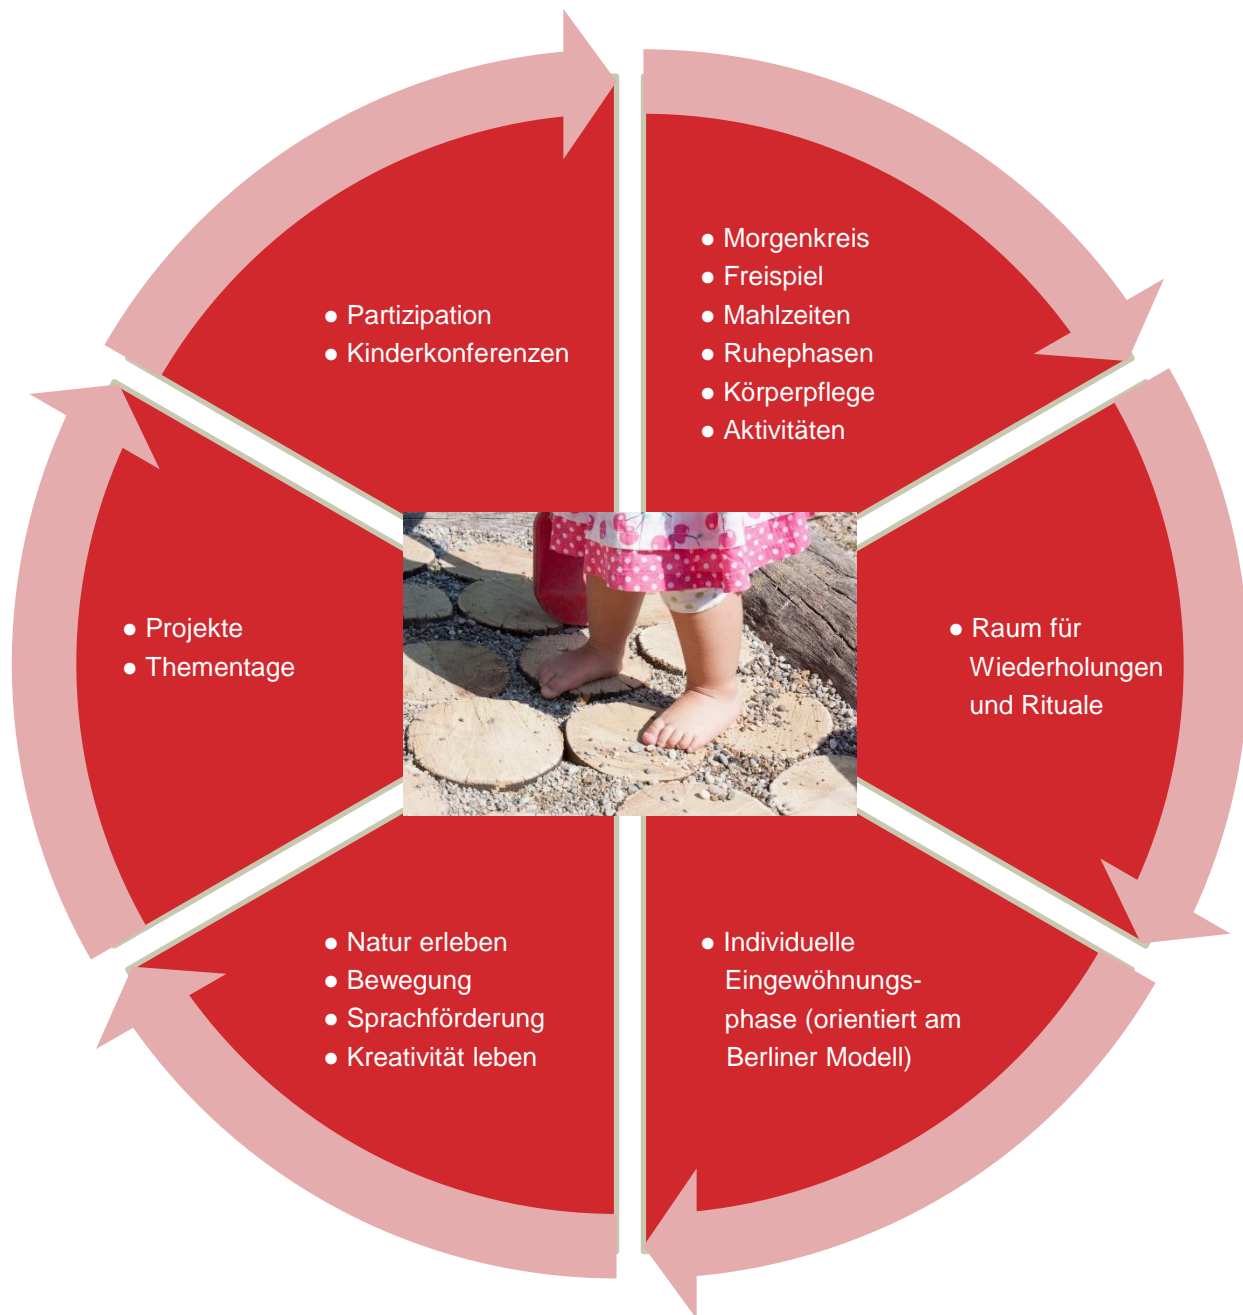 ● Morgenkreis
● Freispiel
● Mahlzeiten
● Ruhephasen
● Körperpflege
● Aktivitäten
● Raum für
Wiederholungen
und Rituale
● Individuelle
Eingewöhnungs-
phase (orientiert am
Berliner Modell)
● Natur erleben
● Bewegung
● Sprachförderung
● Kreativität leben
● Projekte
● Thementage
● Partizipation
● Kinderkonferenzen